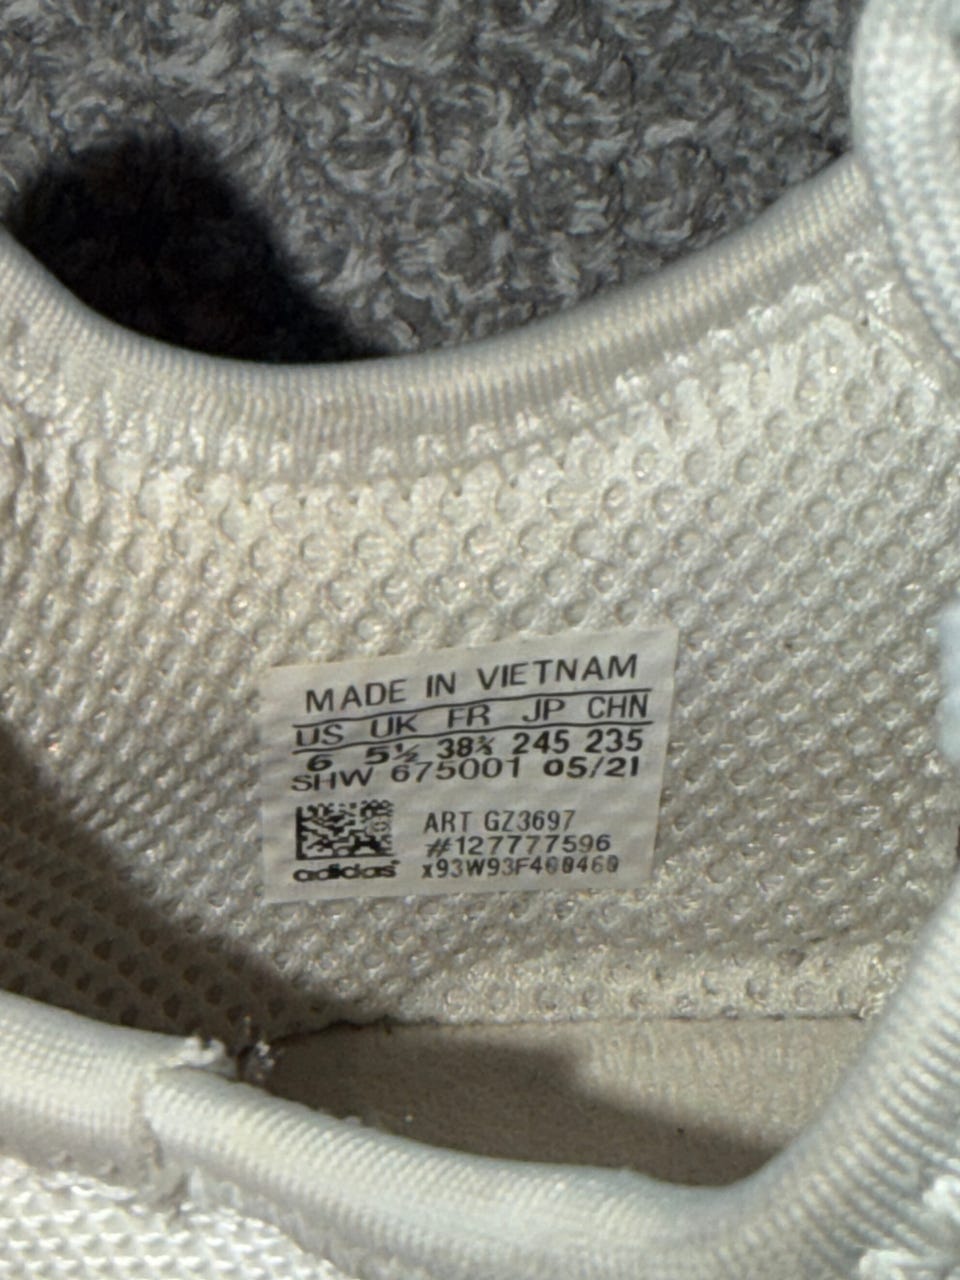 MADE IN VIETNAM
US UK FR JP CHN
6 5½ 38⅔ 245 235
SHW 675001 05/21
ART GZ3697
#127777596
adidas x93W93F400460